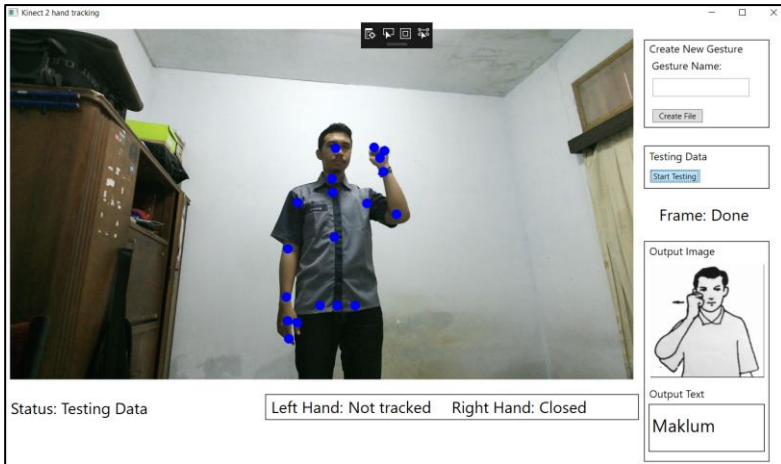 Kinect 2 hand tracking
Create New Gesture
Gesture Name:
Create File
Testing Data
Start Testing
Frame: Done
Output Image
Output Text
Maklum
Status: Testing Data
Left Hand: Not tracked Right Hand: Closed